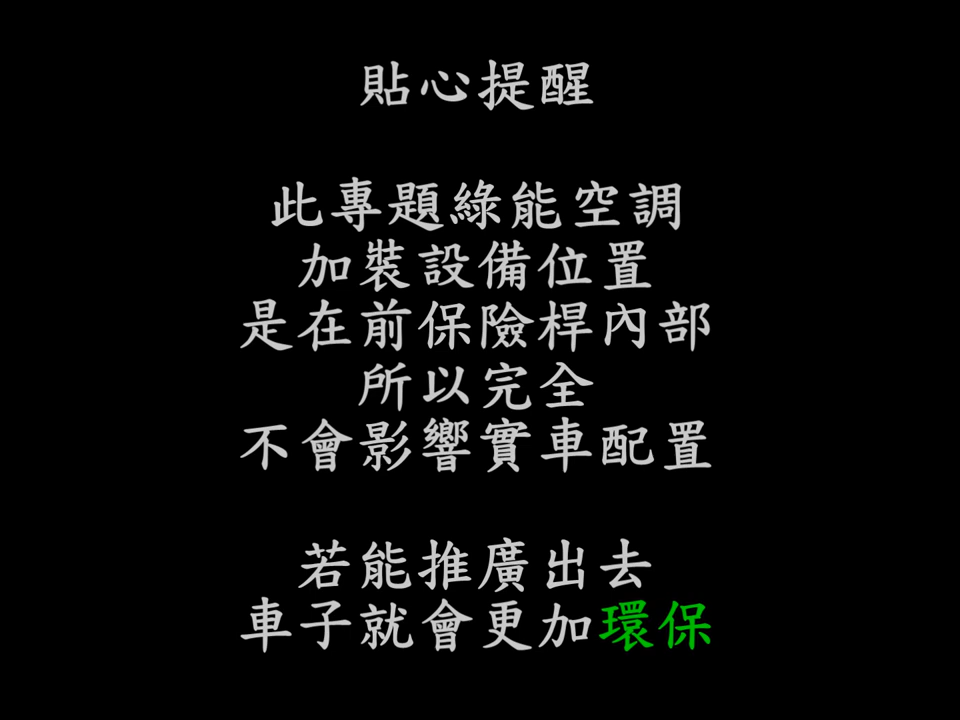 貼心提醒
此專題綠能空調
加裝設備位置
是在前保險桿內部
所以完全
不會影響實車配置
若能推廣出去
車子就會更加環保